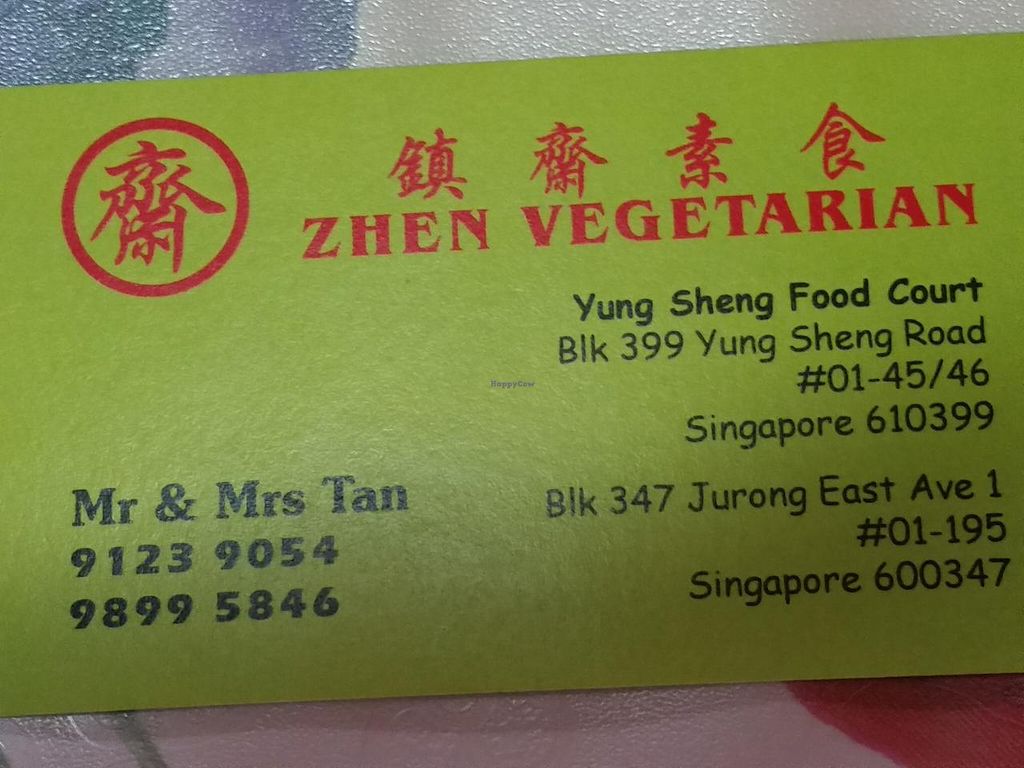 齋
鎮齋素食
ZHEN VEGETARIAN
Yung Sheng Food Court
Blk 399 Yung Sheng Road
#01-45/46
Singapore 610399
HappyCow
Mr & Mrs Tan
9123 9054
9899 5846
Blk 347 Jurong East Ave 1
#01-195
Singapore 600347